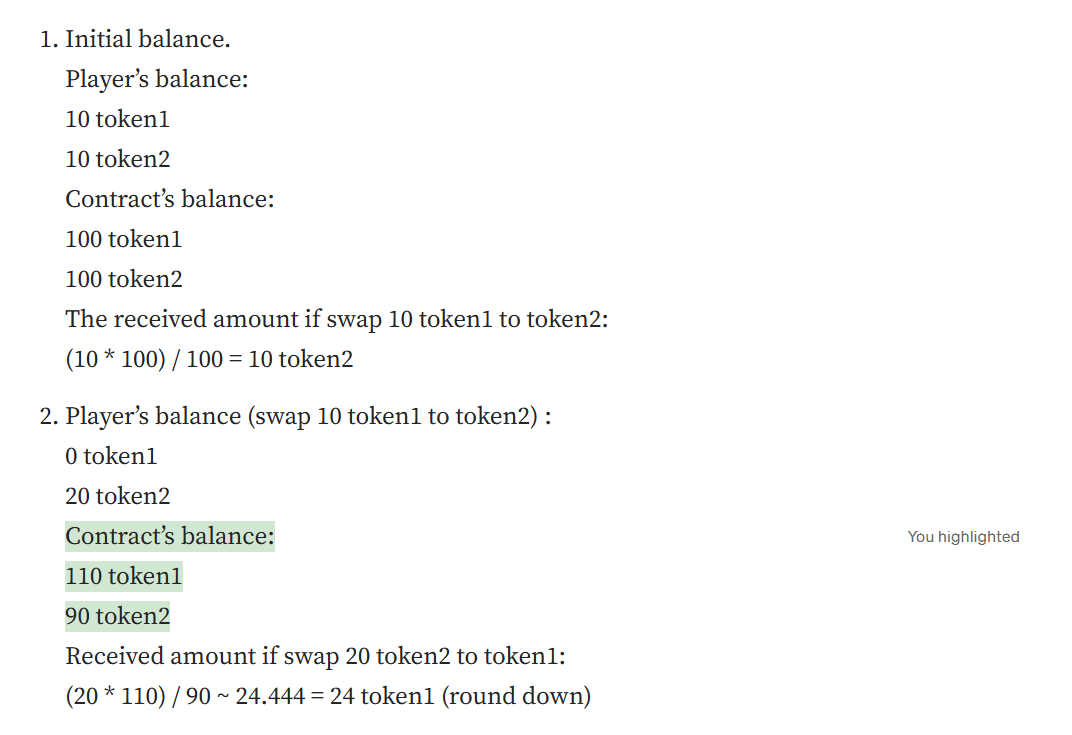 1. Initial balance.
Player’s balance:
10 token1
10 token2
Contract’s balance:
100 token1
100 token2
The received amount if swap 10 token1 to token2:
(10 * 100) / 100 = 10 token2
2. Player’s balance (swap 10 token1 to token2) :
0 token1
20 token2
Contract’s balance:
You highlighted
110 token1
90 token2
Received amount if swap 20 token2 to token1:
(20 * 110) / 90 ~ 24.444 = 24 token1 (round down)